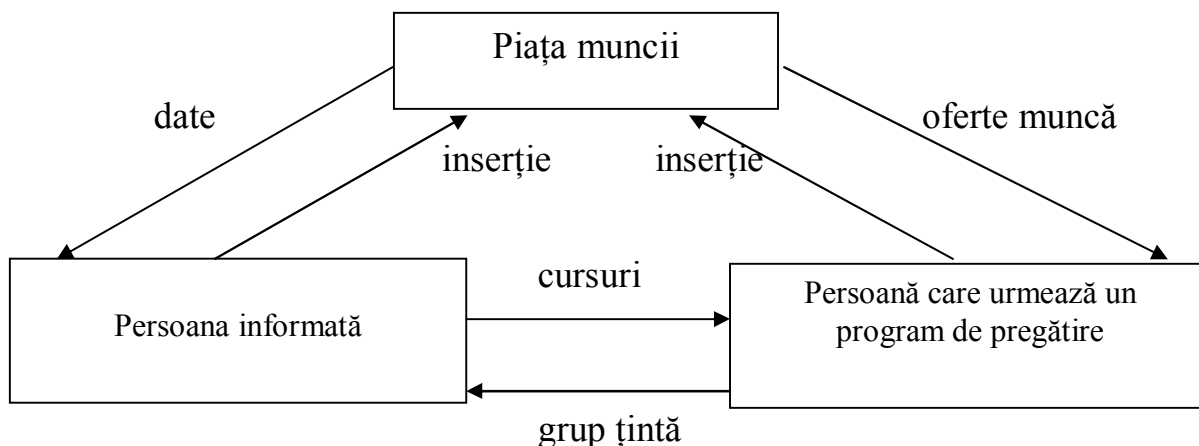 Piața muncii
date
oferte muncă
inserție
inserție
cursuri
Persoana informată
Persoană care urmează un
program de pregătire
grup țintă